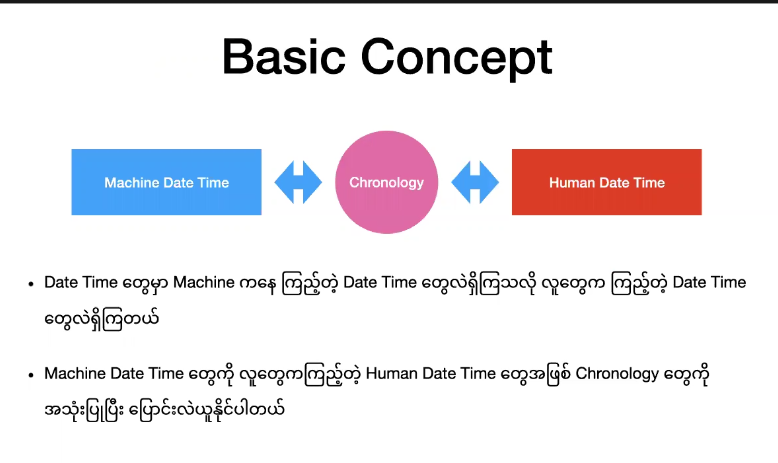 Basic Concept
Machine Date Time
Chronology
Human Date Time
• Date Time တွေမှာ Machine ကနေ ကြည့်တဲ့ Date Time တွေလဲရှိကြသလို လူတွေက ကြည့်တဲ့ Date Time
တွေလဲရှိကြတယ်
• Machine Date Time တွေကို လူတွေကကြည့်တဲ့ Human Date Time တွေအဖြစ် Chronology တွေကို
အသုံးပြုပြီး ပြောင်းလဲယူနိုင်ပါတယ်